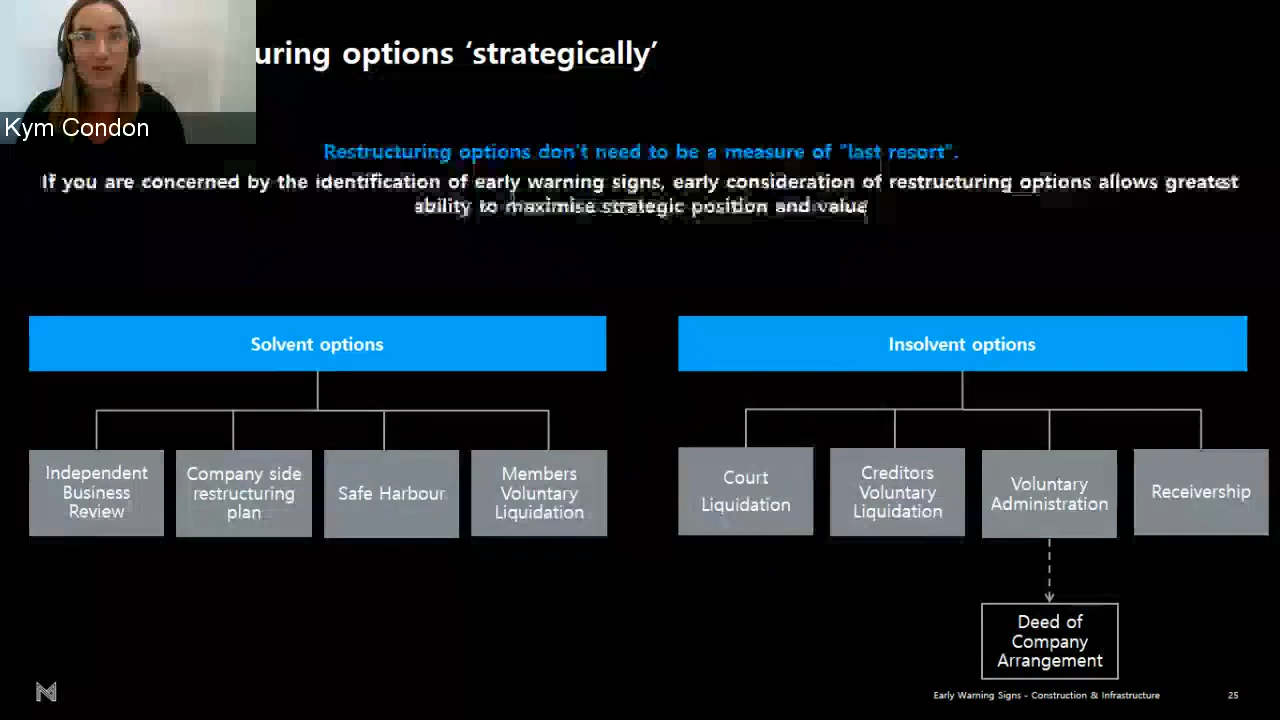 uring options ‘strategically’
Kym Condon
Restructuring options don't need to be a measure of "last resort".
If you are concerned by the identification of early warning signs, early consideration of restructuring options allows greatest
ability to maximise strategic position and value
Solvent options
Insolvent options
Independent
Business
Review
Company side
restructuring
plan
Safe Harbour
Members
Voluntary
Liquidation
Court
Liquidation
Creditors
Voluntary
Liquidation
Voluntary
Administration
Receivership
Deed of
Company
Arrangement
Early Warning Signs - Construction & Infrastructure
25